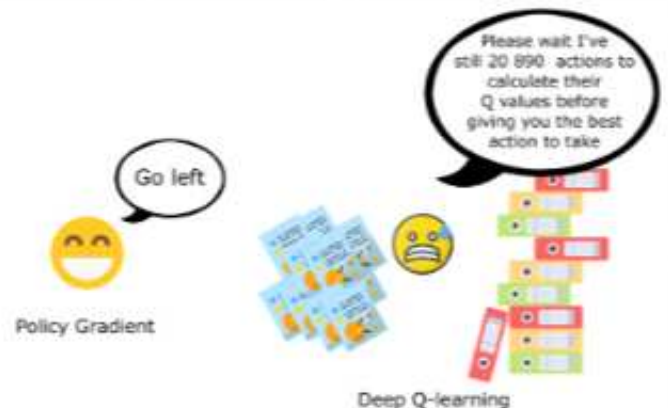 Please wait I've
still 20 890 actions to
calculate their
Q values before
giving you the best
action to take
Go left
Policy Gradient
Deep Q-learning